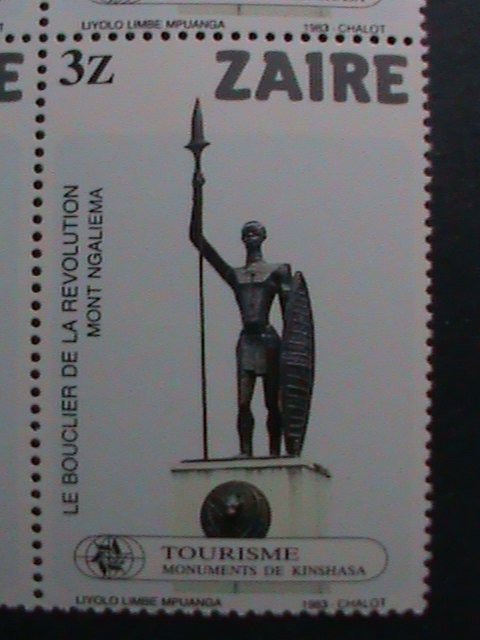 LIYOLO LIMBE MPUANGA 1983 - CHALOT
3Z ZAIRE
LE BOUCLIER DE LA REVOLUTION
MONT NGALIEMA
TOURISME
MONUMENTS DE KINSHASA
LIYOLO LIMBE MPUANGA 1983 - CHALOT